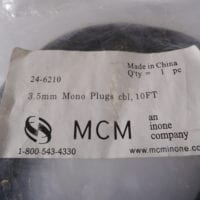 Made in China
24-6210 Q'ty = 1 pc
3.5mm Mono Plugs cbl, 10FT
MCM an
inone
company
1-800-543-4330 www.mcminone.com